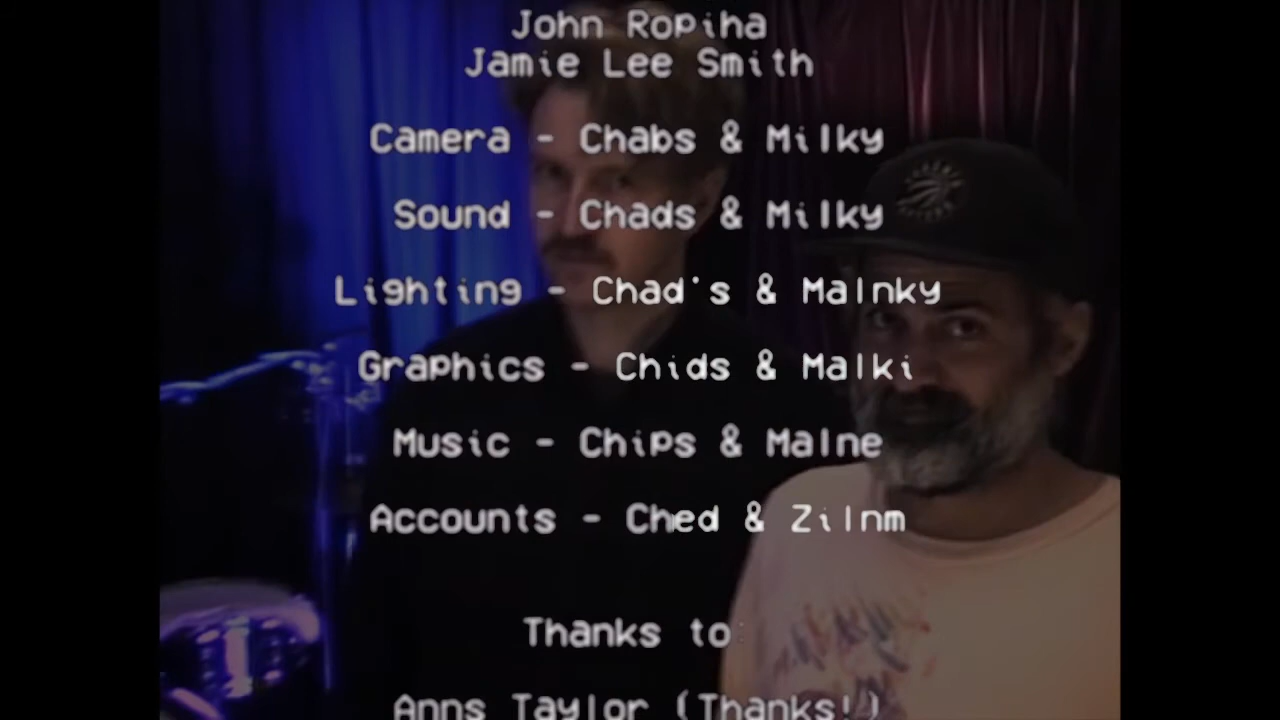 John Ropiha
Jamie Lee Smith
Camera - Chabs & Milky
Sound - Chads & Milky
Lighting - Chad's & Malnky
Graphics - Chids & Malki
Music - Chips & Malne
Accounts - Ched & Zilnm
Thanks to:
Anns Taylor (Thanks!)